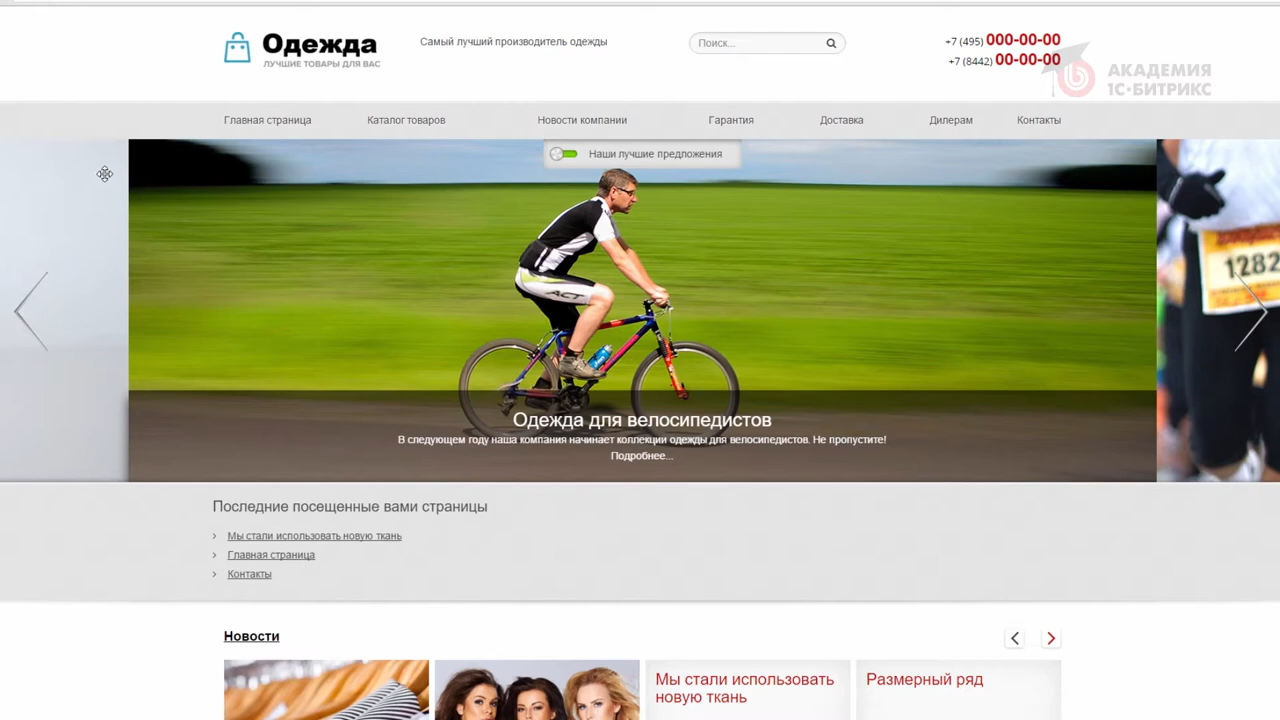 Одежда
ЛУЧШИЕ ТОВАРЫ ДЛЯ ВАС
Самый лучший производитель одежды
Поиск...
+7 (495) 000-00-00
+7 (8442) 00-00-00
АКАДЕМИЯ
1С·БИТРИКС
Главная страница
Каталог товаров
Новости компании
Гарантия
Доставка
Дилерам
Контакты
Наши лучшие предложения
ACT
1282
Одежда для велосипедистов
В следующем году наша компания начинает коллекции одежды для велосипедистов. Не пропустите!
Подробнее...
Последние посещенные вами страницы
Мы стали использовать новую ткань
Главная страница
Контакты
Новости
Мы стали использовать
новую ткань
Размерный ряд